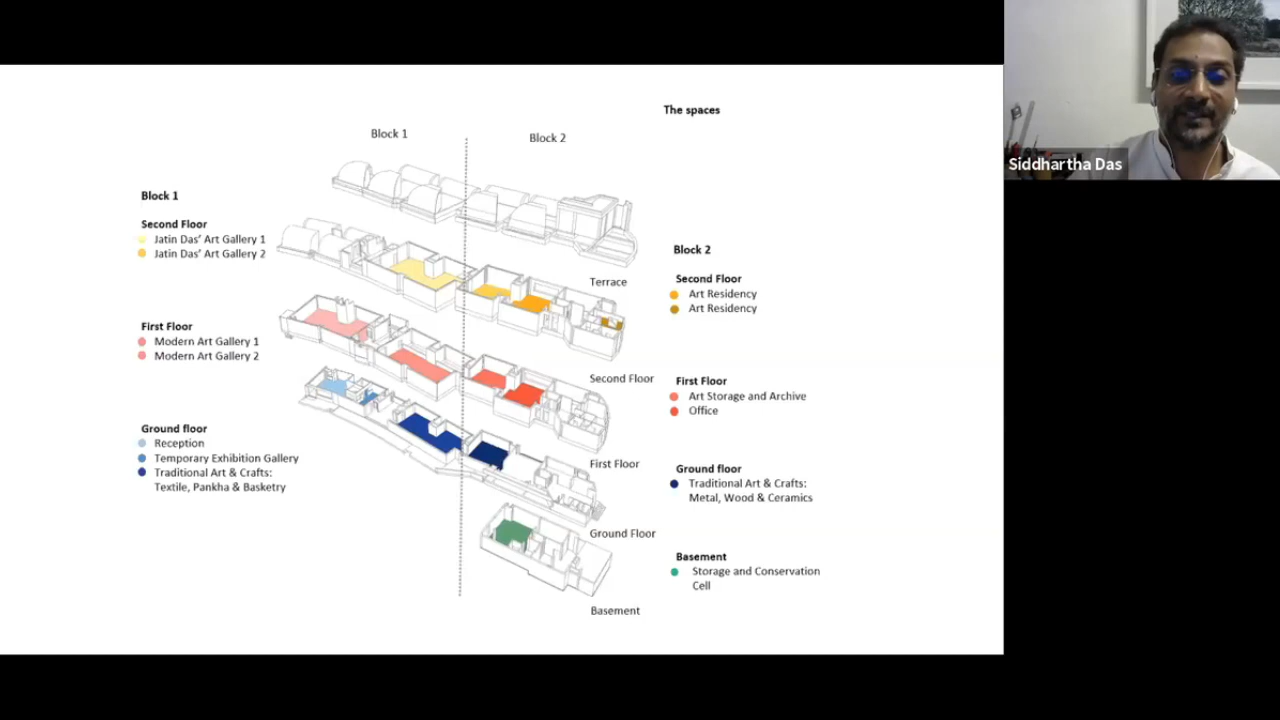 The spaces
Block 1
Block 2
Block 1
Second Floor
Jatin Das' Art Gallery 1
Jatin Das' Art Gallery 2
First Floor
Modern Art Gallery 1
Modern Art Gallery 2
Ground floor
Reception
Temporary Exhibition Gallery
Traditional Art & Crafts:
Textile, Pankha & Basketry
Terrace
Second Floor
First Floor
Ground Floor
Basement
Block 2
Second Floor
Art Residency
Art Residency
First Floor
Art Storage and Archive
Office
Ground floor
Traditional Art & Crafts:
Metal, Wood & Ceramics
Basement
Storage and Conservation
Cell
Siddhartha Das